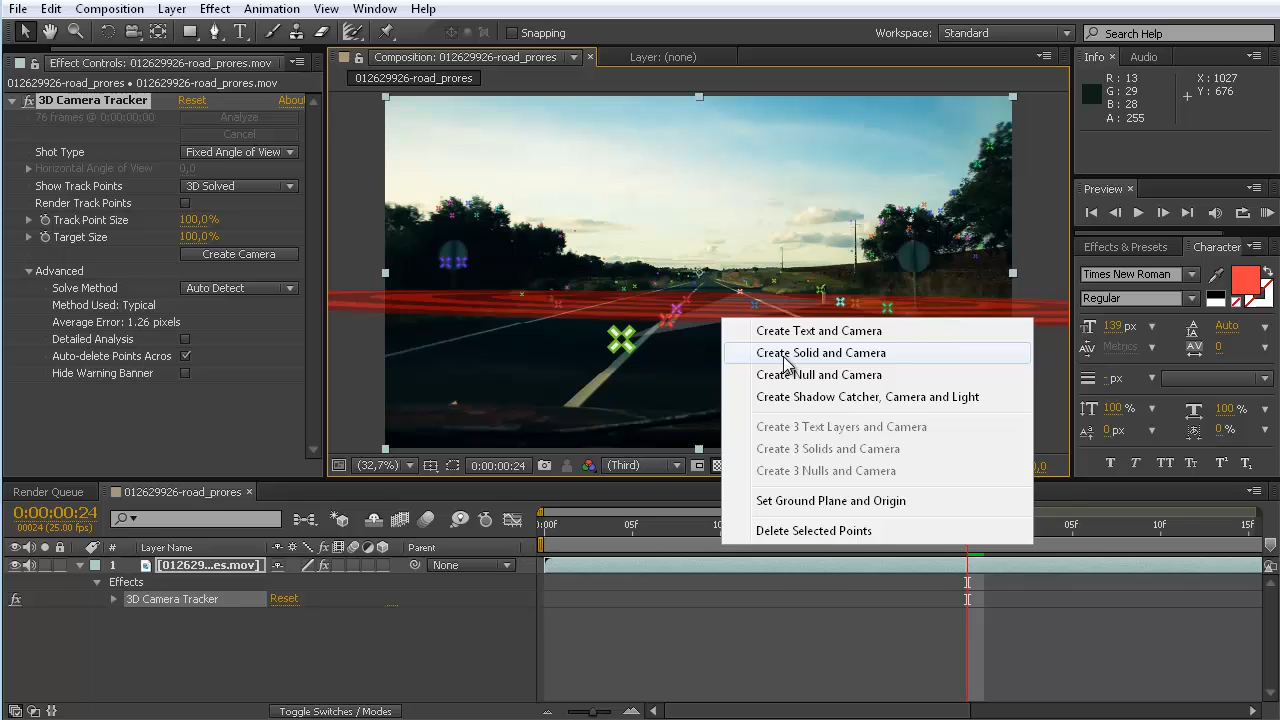 File Edit Composition Layer Effect Animation View Window Help
Snapping Workspace: Standard Search Help
Effect Controls: 012629926-road_prores.mov
012629926-road_prores.mov • 012629926-road_prores.mov
3D Camera Tracker Reset Abou
76 frames @ 0:00:00:00 Analyze
Cancel
Shot Type Fixed Angle of View
Horizontal Angle of View 0,0
Show Track Points 3D Solved
Render Track Points
Track Point Size 100,0%
Target Size 100,0%
Create Camera
Advanced
Solve Method Auto Detect
Method Used: Typical
Average Error: 1.26 pixels
Detailed Analysis
Auto-delete Points Acros
Hide Warning Banner
Composition: 012629926-road_prores Layer: (none)
012629926-road_prores
Create Text and Camera
Create Solid and Camera
Create Null and Camera
Create Shadow Catcher, Camera and Light
Create 3 Text Layers and Camera
Create 3 Solids and Camera
Create 3 Nulls and Camera
Set Ground Plane and Origin
Delete Selected Points
(32,7%) 0:00:00:24 (Third)
Info Audio
R : 13 X : 1027
G : 29 Y : 676
B : 28
A : 255
Preview
Effects & Presets Character
Times New Roman
Regular
139 px Auto
Metrics 0
- px
100 % 100 %
0 px 0 %
T T TT Tr T¹ T₁
Render Queue 012629926-road_prores
0:00:00:24
00024 (25.00 fps)
:00F 05F 05F 10F 15F
# Layer Name Parent
1 [012629...es.mov] None
Effects
fx 3D Camera Tracker Reset
Toggle Switches / Modes